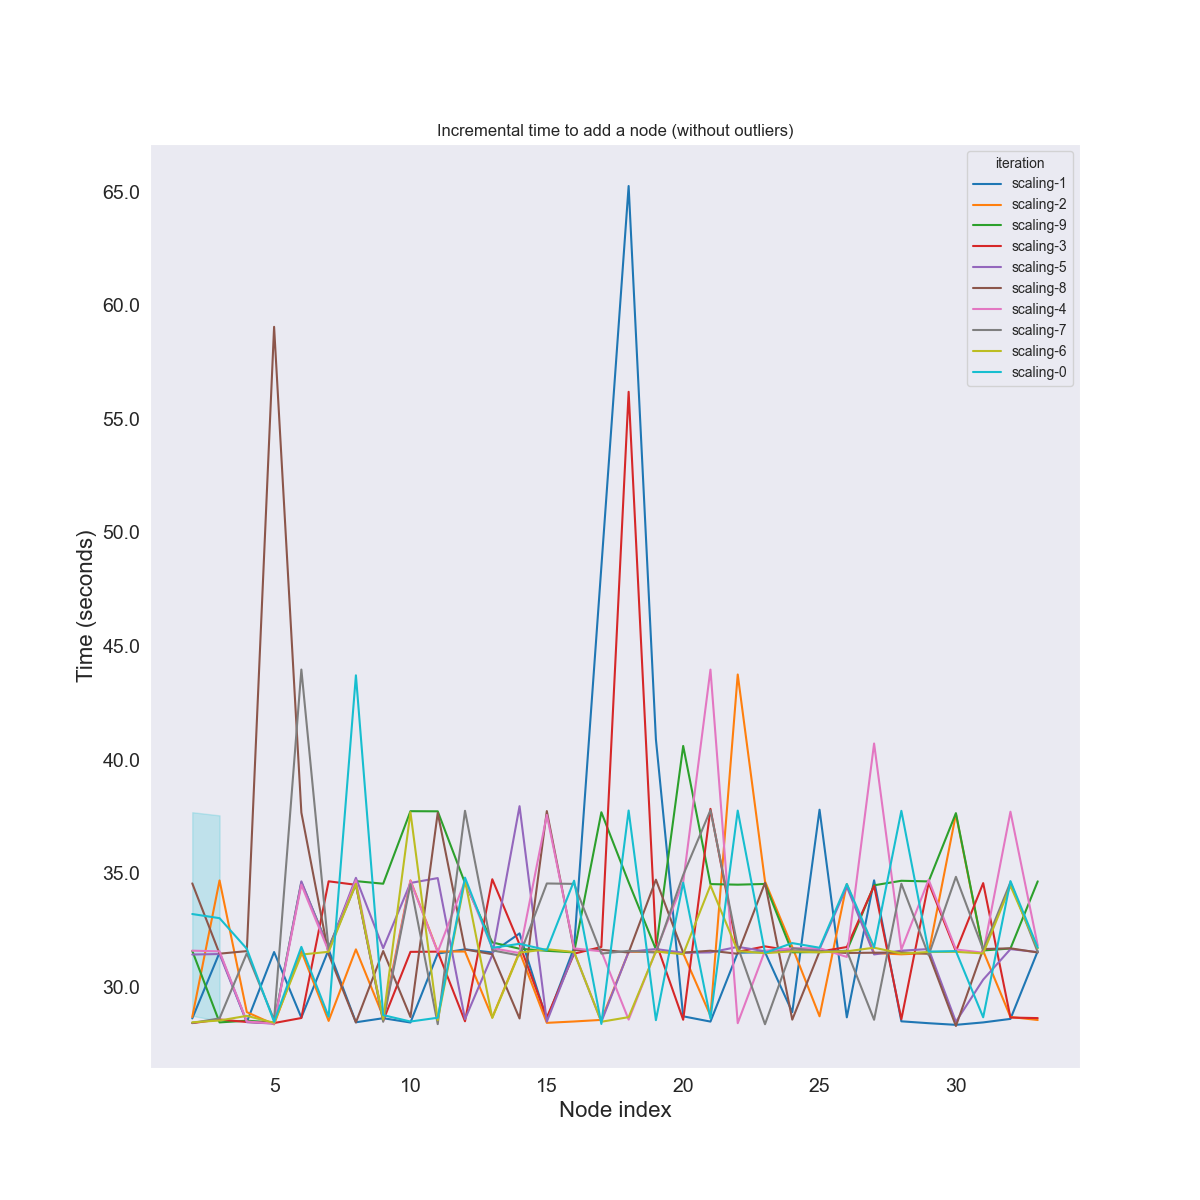 Incremental time to add a node (without outliers)
iteration
scaling-1
scaling-2
scaling-9
scaling-3
scaling-5
scaling-8
scaling-4
scaling-7
scaling-6
scaling-0
65.0
60.0
55.0
50.0
45.0
40.0
35.0
30.0
Time (seconds)
5 10 15 20 25 30
Node index